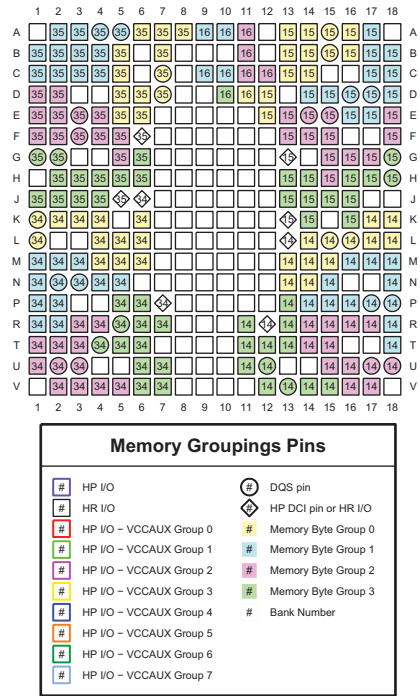 1 2 3 4 5 6 7 8 9 10 11 12 13 14 15 16 17 18
A 35 35 35 35 35 35 35 16 16 16 15 15 15 15 15 A
B 35 35 35 35 35 35 16 15 15 15 15 15 15 B
C 35 35 35 35 35 35 16 16 16 16 15 15 15 15 C
D 35 35 35 35 35 16 16 15 15 15 15 15 15 D
E 35 35 35 35 35 35 15 15 15 15 15 15 15 E
F 35 35 35 35 35 35 15 15 15 15 F
G 35 35 35 35 15 15 15 15 15 G
H 35 35 35 35 35 15 15 15 15 15 15 H
J 35 35 35 35 35 34 15 15 15 15 15 J
K 34 34 34 34 34 15 15 15 14 14 K
L 34 34 34 34 14 14 15 14 14 14 L
M 34 34 34 34 34 34 14 14 14 14 14 14 M
N 34 34 34 34 34 34 14 14 15 14 N
P 34 34 34 34 34 14 14 14 14 14 14 P
R 34 34 34 34 34 34 34 14 14 14 14 14 14 14 14 R
T 34 34 34 34 34 34 14 14 14 14 14 14 14 T
U 34 34 34 34 34 14 14 14 14 14 14 U
V 34 34 34 34 34 34 14 14 14 14 14 14 V
1 2 3 4 5 6 7 8 9 10 11 12 13 14 15 16 17 18
Memory Groupings Pins
# HP I/O
# HR I/O
# HP I/O − VCCAUX Group 0
# HP I/O − VCCAUX Group 1
# HP I/O − VCCAUX Group 2
# HP I/O − VCCAUX Group 3
# HP I/O − VCCAUX Group 4
# HP I/O − VCCAUX Group 5
# HP I/O − VCCAUX Group 6
# HP I/O − VCCAUX Group 7
# DQS pin
# HP DCI pin or HR I/O
# Memory Byte Group 0
# Memory Byte Group 1
# Memory Byte Group 2
# Memory Byte Group 3
# Bank Number